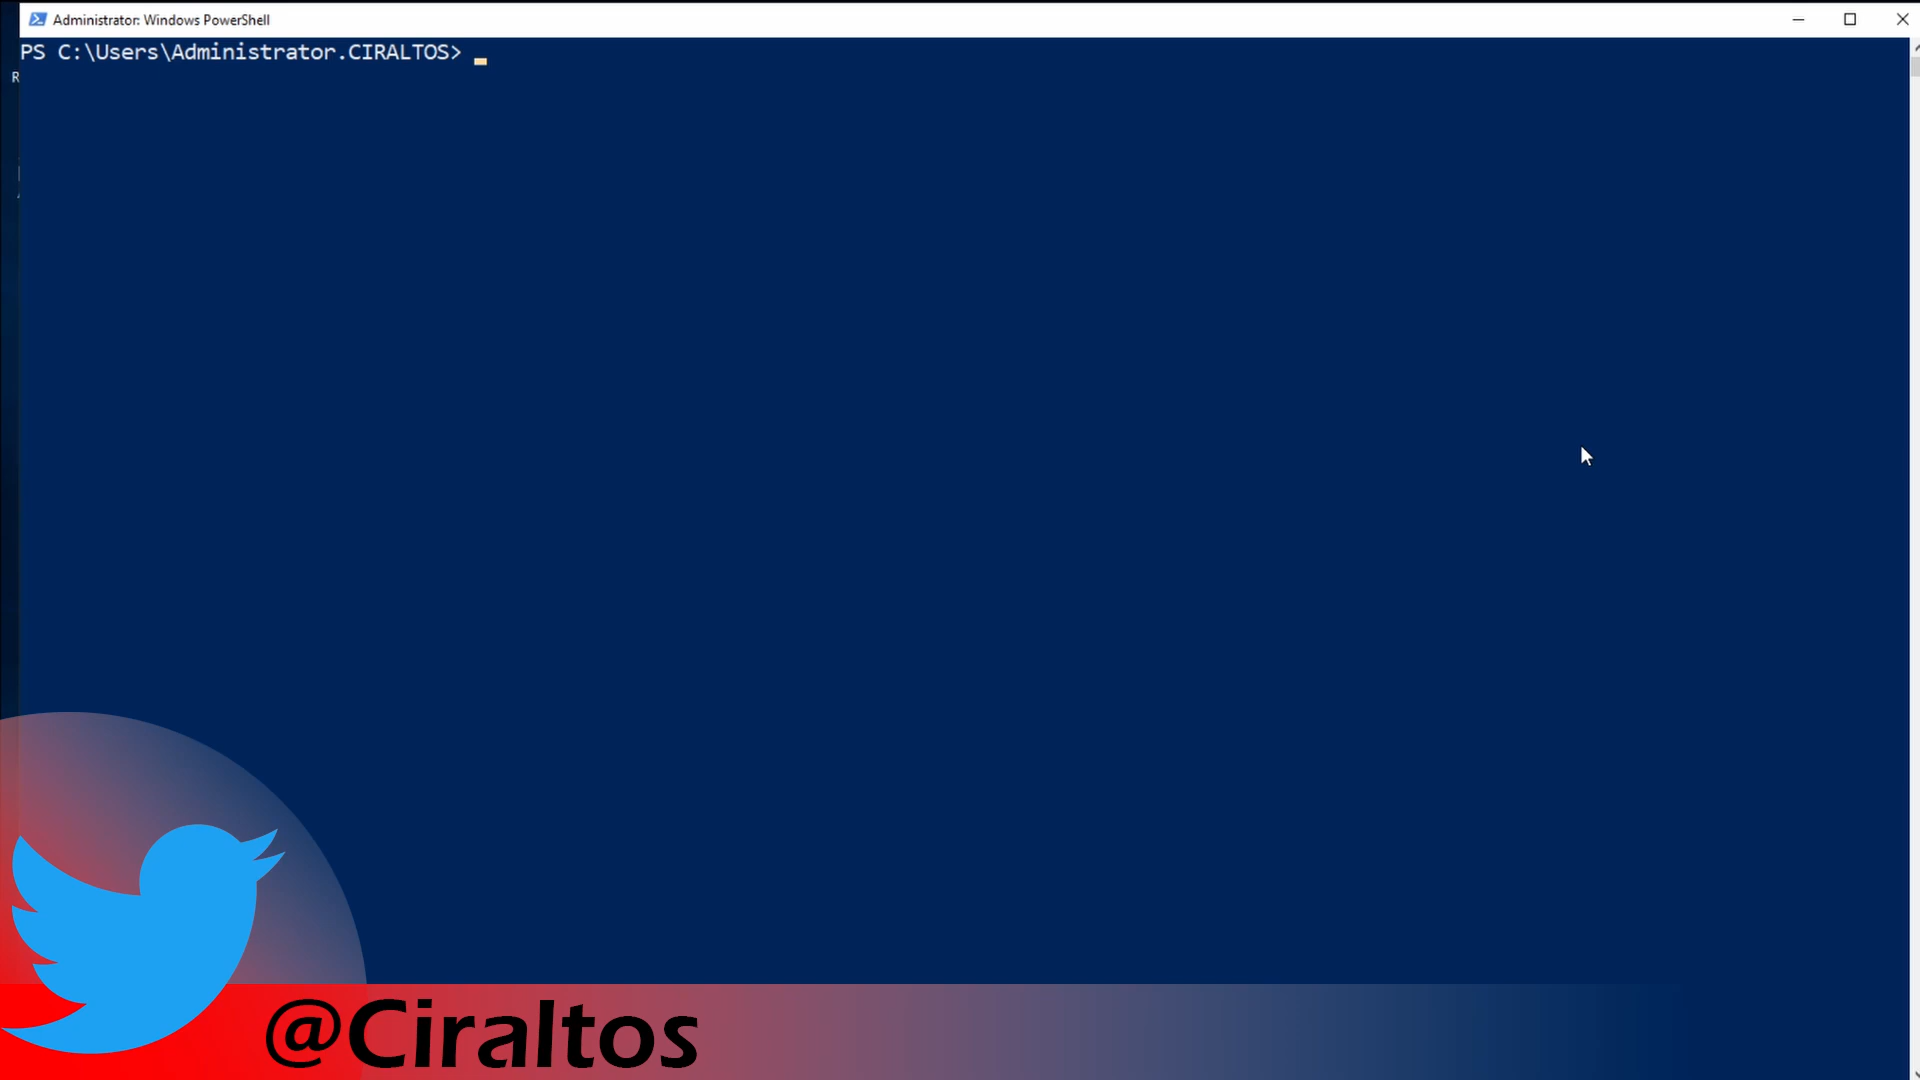 Administrator: Windows PowerShell
PS C:\Users\Administrator.CIRALTOS>
R
@Ciraltos